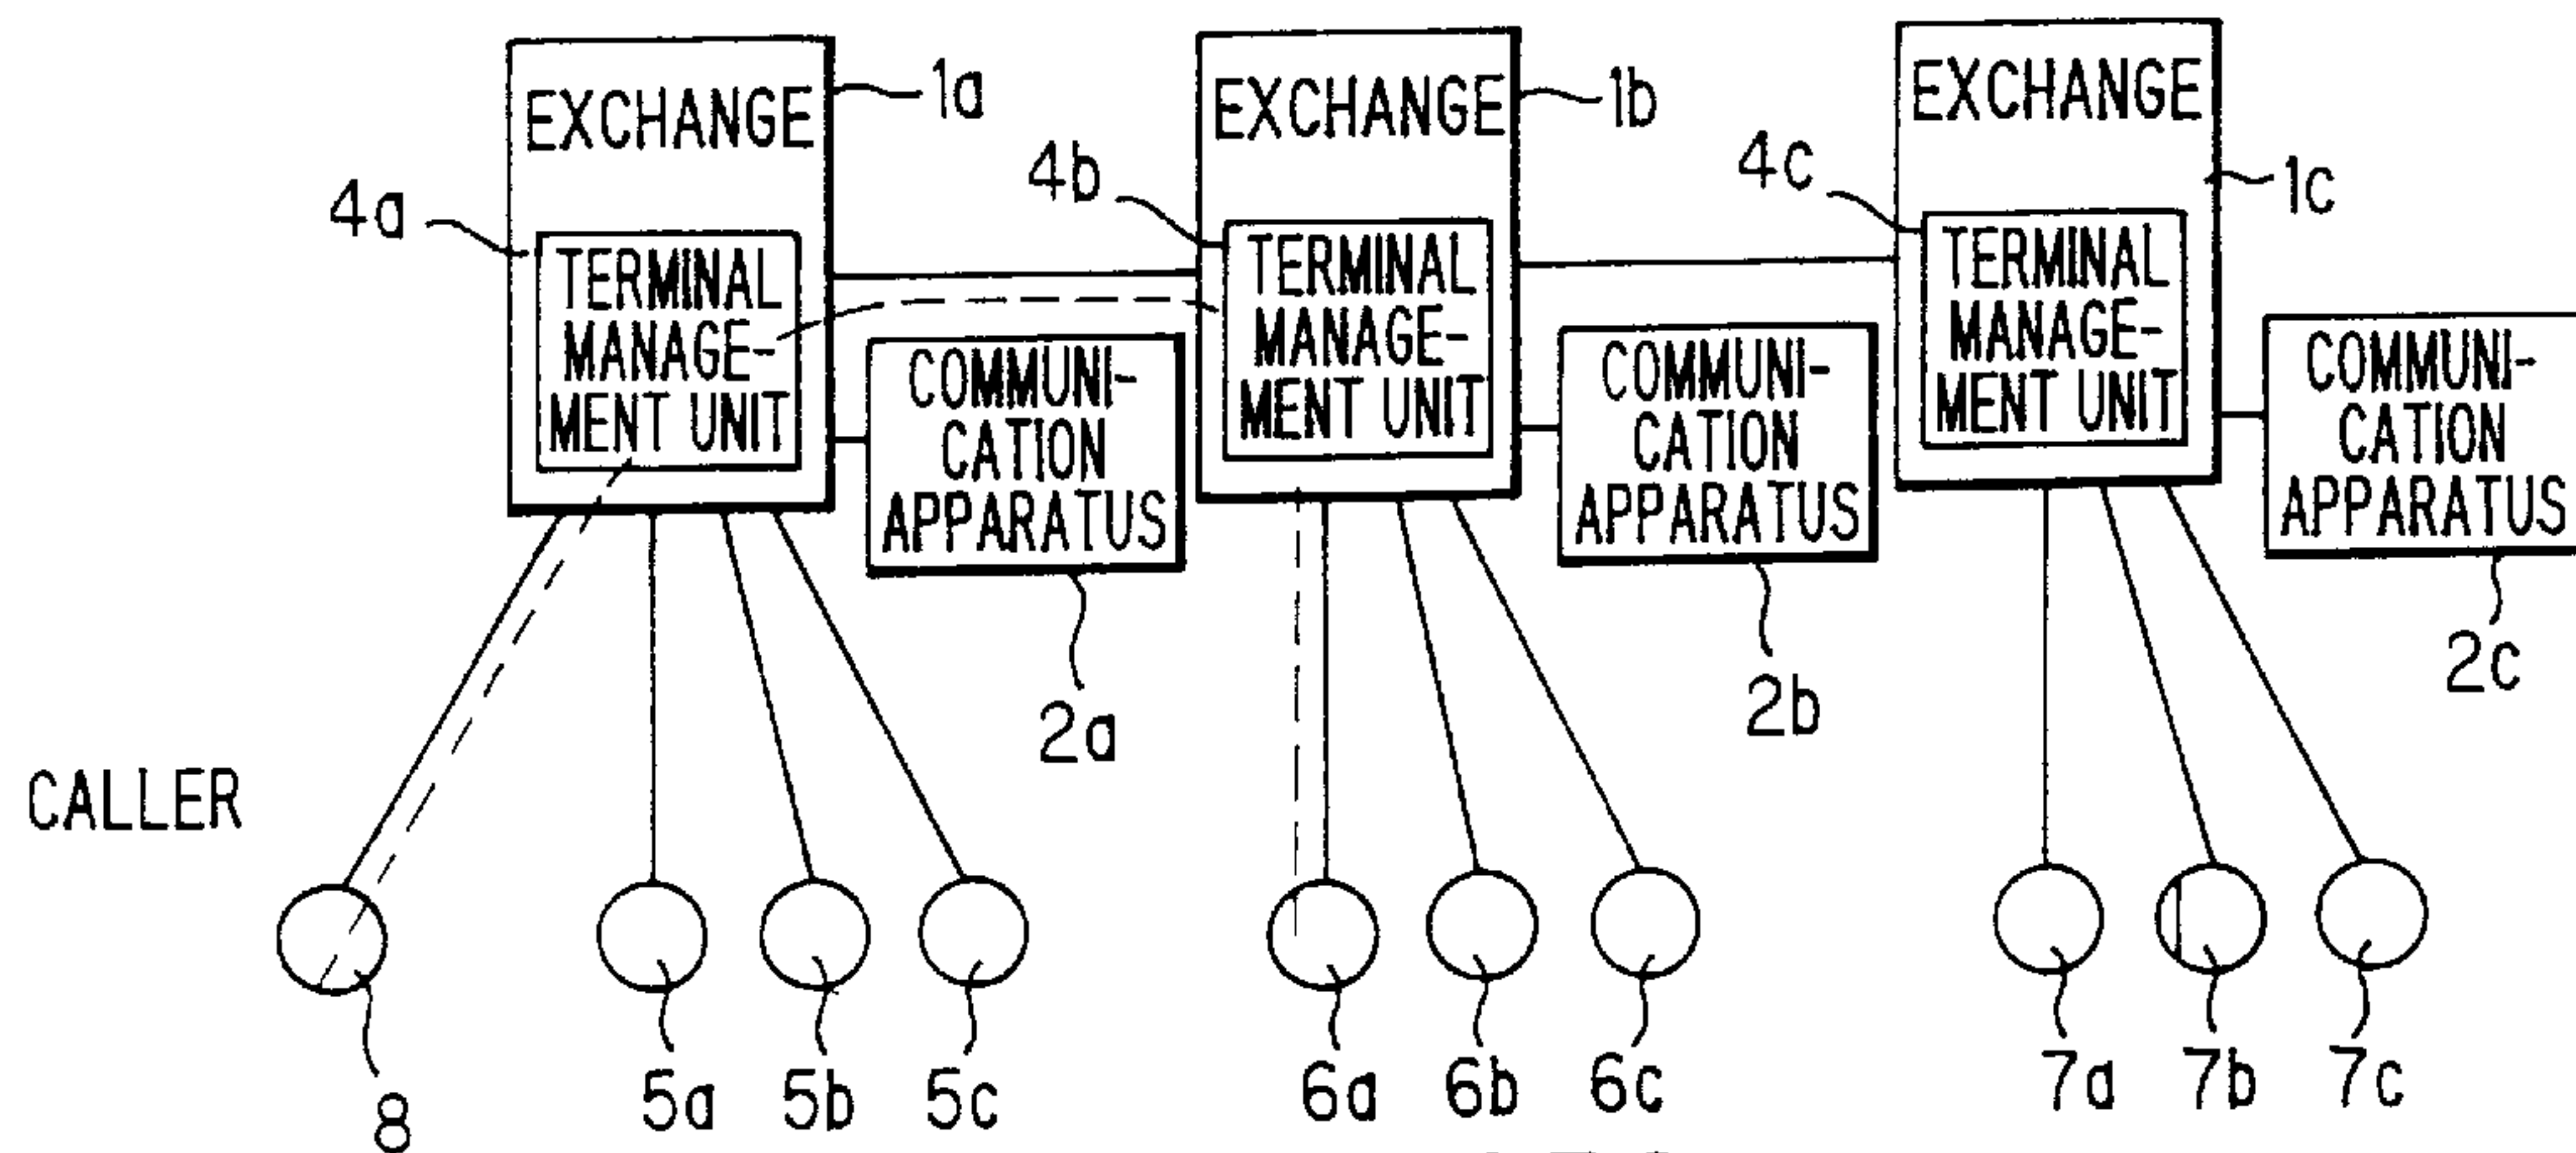 EXCHANGE
1a
4a
TERMINAL
MANAGE-
MENT UNIT
COMMUNI-
CATION
APPARATUS
2a
EXCHANGE
1b
4b
TERMINAL
MANAGE-
MENT UNIT
COMMUNI-
CATION
APPARATUS
2b
EXCHANGE
1c
4c
TERMINAL
MANAGE-
MENT UNIT
COMMUNI-
CATION
APPARATUS
2c
CALLER
8
5a
5b
5c
6a
6b
6c
7a
7b
7c